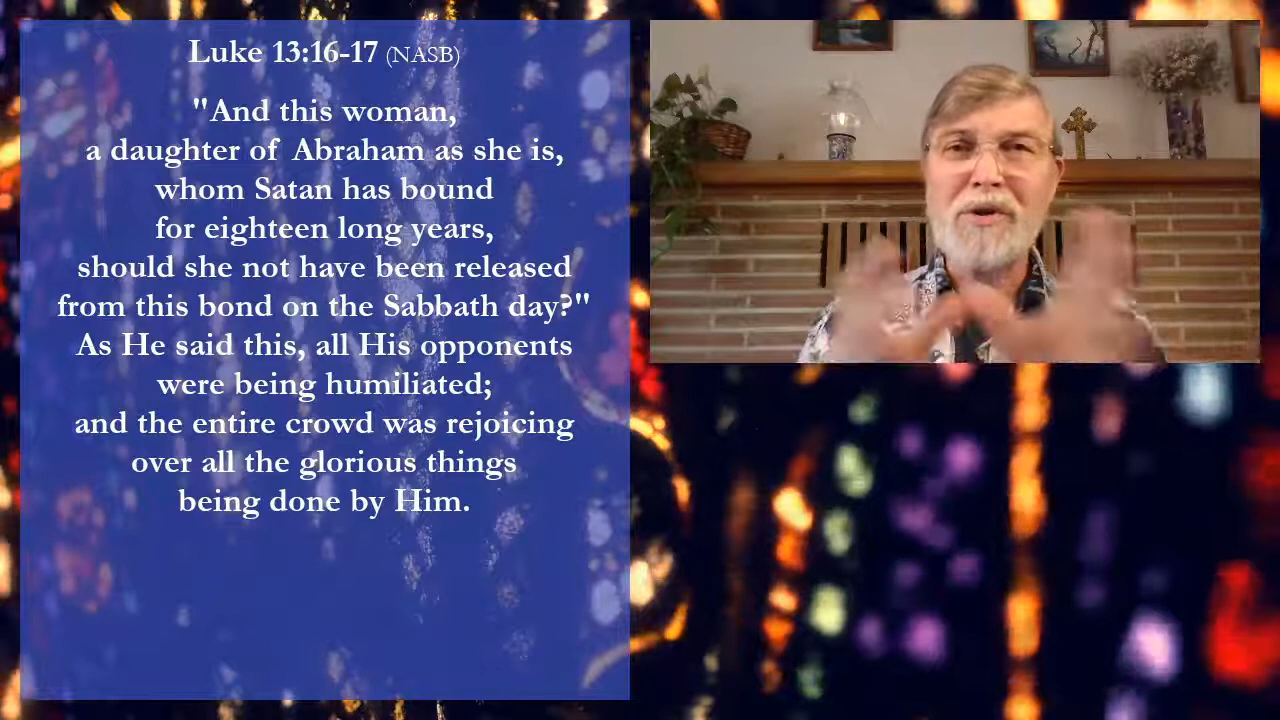 Luke 13:16-17 (NASB)
"And this woman,
a daughter of Abraham as she is,
whom Satan has bound
for eighteen long years,
should she not have been released
from this bond on the Sabbath day?"
As He said this, all His opponents
were being humiliated;
and the entire crowd was rejoicing
over all the glorious things
being done by Him.